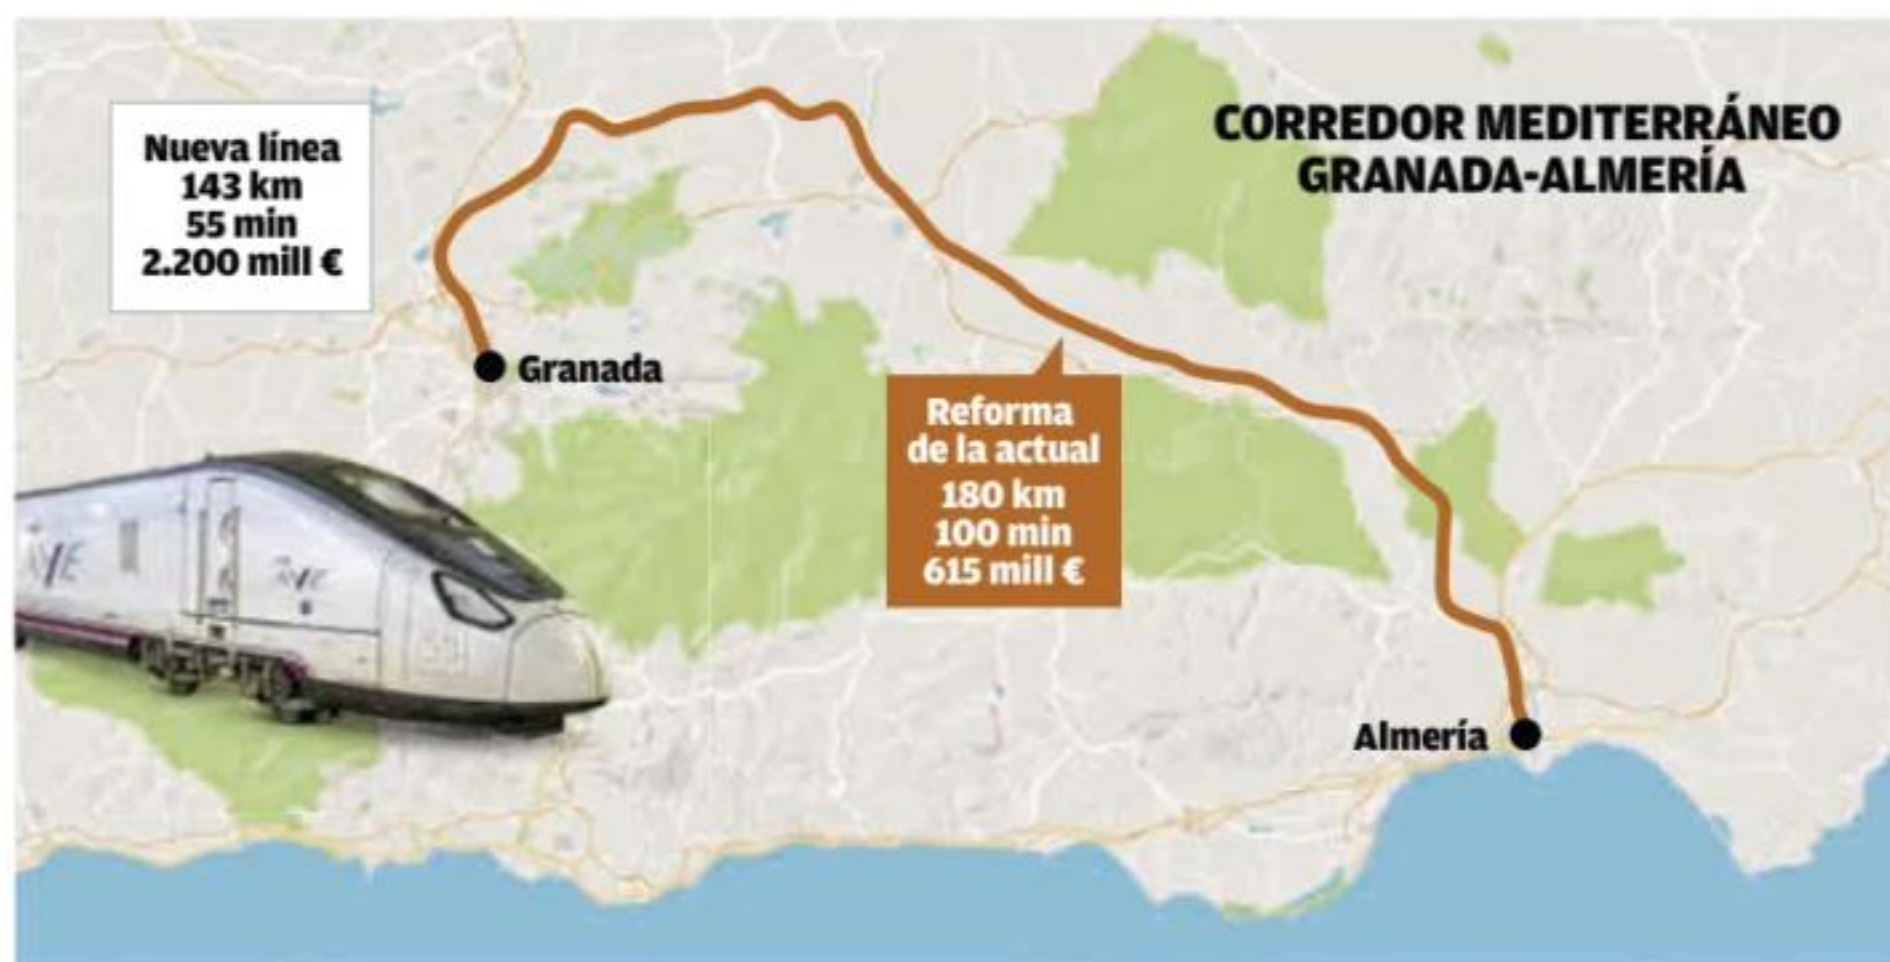 CORREDOR MEDITERRÁNEO
GRANADA-ALMERÍA
Nueva línea
143 km
55 min
2.200 mill €
Granada
Reforma
de la actual
180 km
100 min
615 mill €
Almería